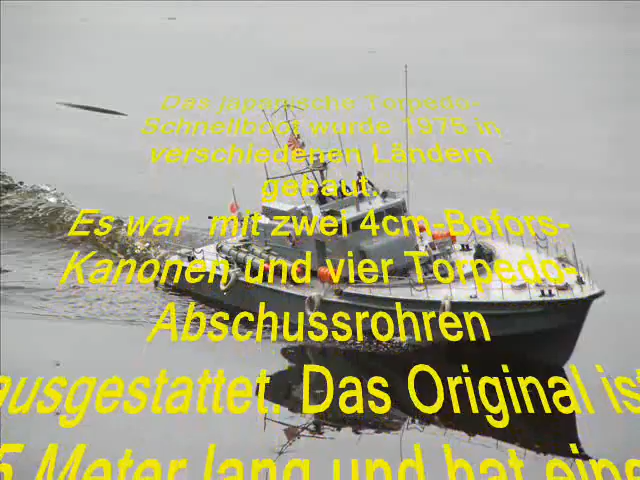 Das japanische Torpedo-
Schnellboot wurde 1975 in
verschiedenen Ländern
gebaut.
Es war mit zwei 4cm-Bofors-
Kanonen und vier Torpedo-
Abschussrohren
ausgestattet. Das Original ist
5 Meter lang und hat eine